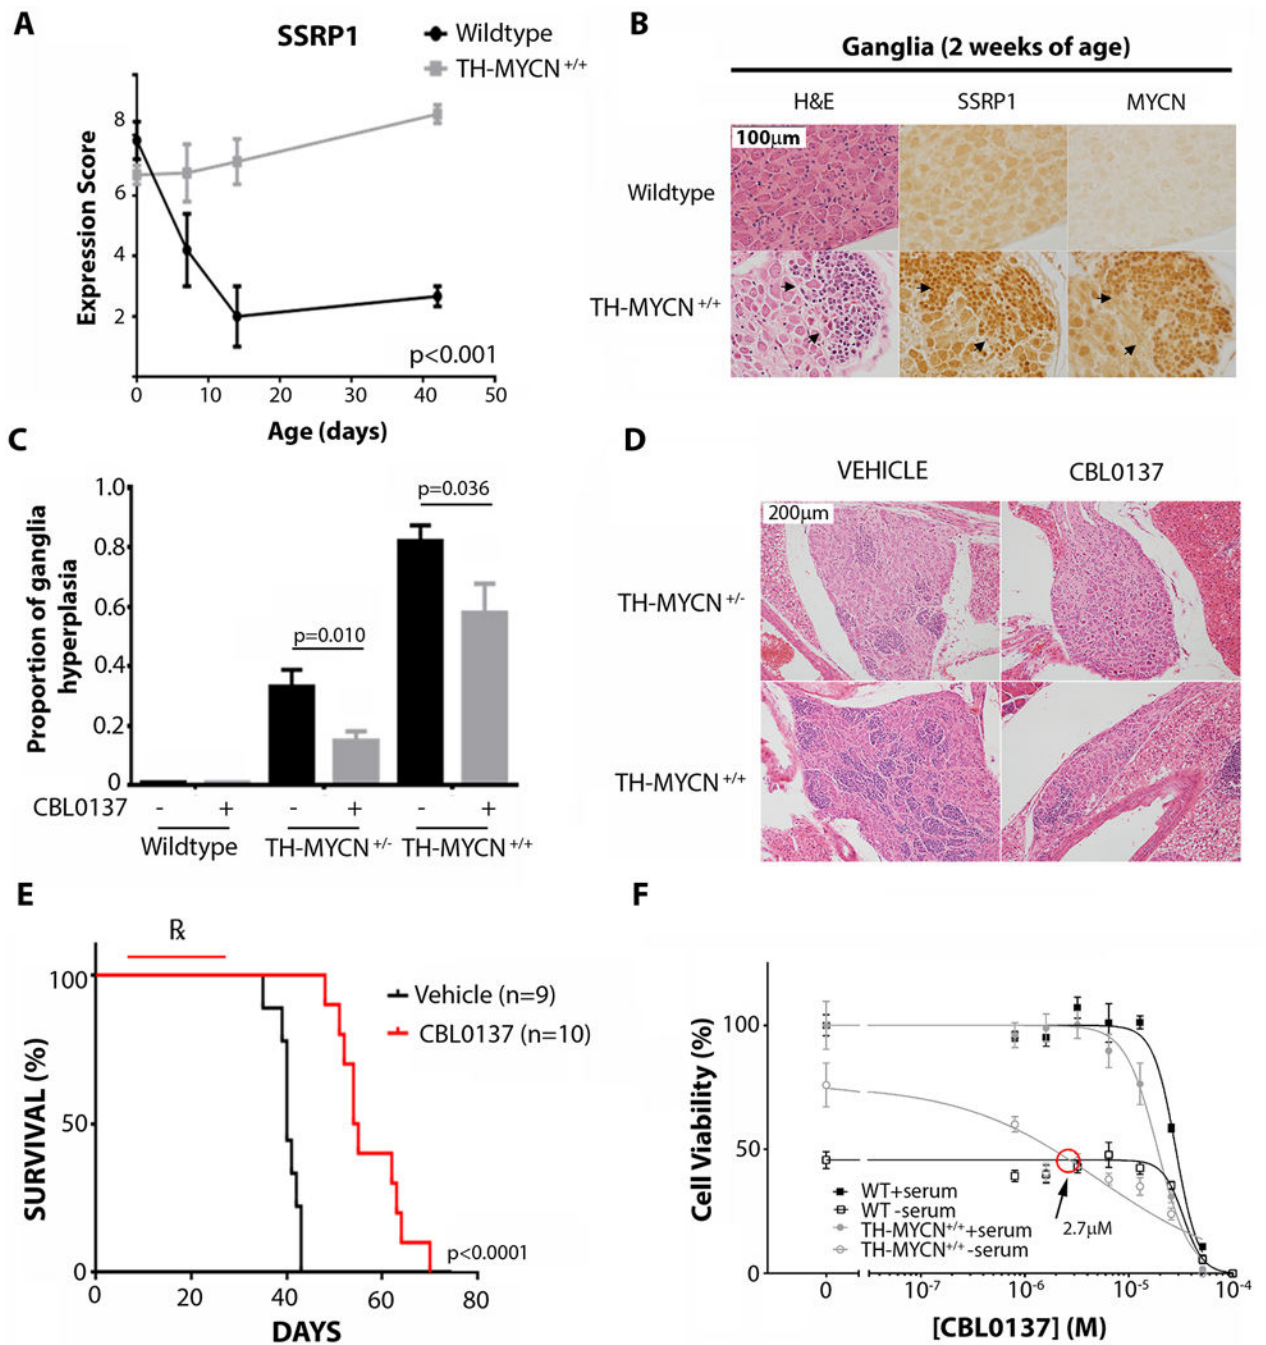 A
SSRP1
Wildtype
TH-MYCN +/+
Expression Score
8
6
4
2
p<0.001
0 10 20 30 40 50
Age (days)
B
Ganglia (2 weeks of age)
H&E SSRP1 MYCN
100µm
Wildtype
TH-MYCN +/+
C
Proportion of ganglia
hyperplasia
1.0
0.8
0.6
0.4
0.2
0
p=0.010
p=0.036
CBL0137 - + - + - +
Wildtype TH-MYCN +/- TH-MYCN +/+
D
VEHICLE CBL0137
200µm
TH-MYCN +/-
TH-MYCN +/+
E
℞
SURVIVAL (%)
100
50
0
Vehicle (n=9)
CBL0137 (n=10)
p<0.0001
0 20 40 60 80
DAYS
F
Cell Viability (%)
100
50
0
WT+serum
WT -serum
TH-MYCN+/++serum
TH-MYCN+/+-serum
2.7µM
0 10-7 10-6 10-5 10-4
[CBL0137] (M)